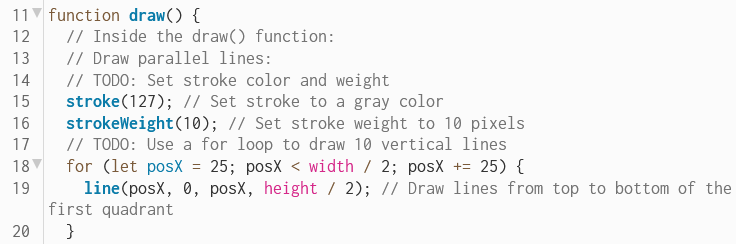 11 function draw() {
12 // Inside the draw() function:
13 // Draw parallel lines:
14 // TODO: Set stroke color and weight
15 stroke(127); // Set stroke to a gray color
16 strokeWeight(10); // Set stroke weight to 10 pixels
17 // TODO: Use a for loop to draw 10 vertical lines
18 for (let posX = 25; posX < width / 2; posX += 25) {
19 line(posX, 0, posX, height / 2); // Draw lines from top to bottom of the
first quadrant
20 }